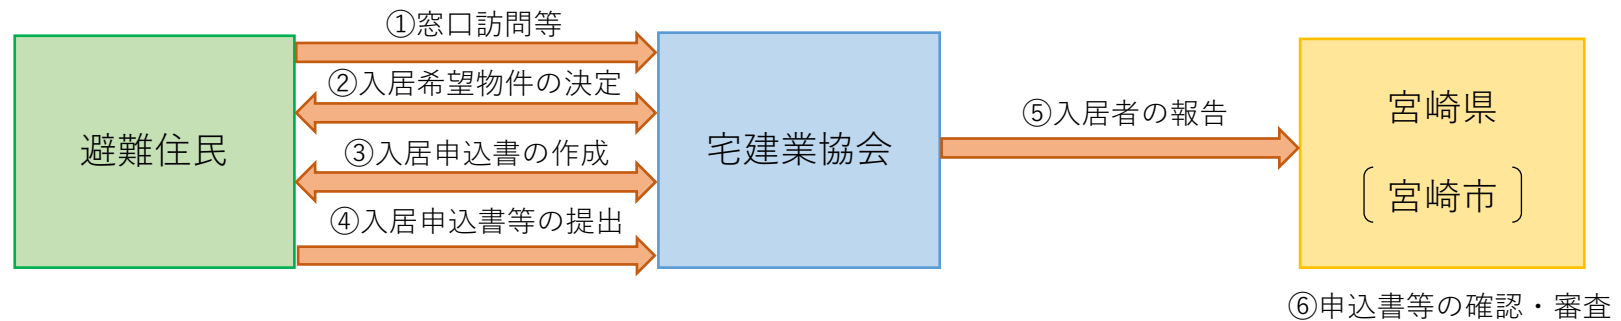 ①窓口訪問等
②入居希望物件の決定
避難住民
③入居申込書の作成
④入居申込書等の提出
宅建業協会
⑤入居者の報告
宮崎県
〔 宮崎市 〕
⑥申込書等の確認・審査